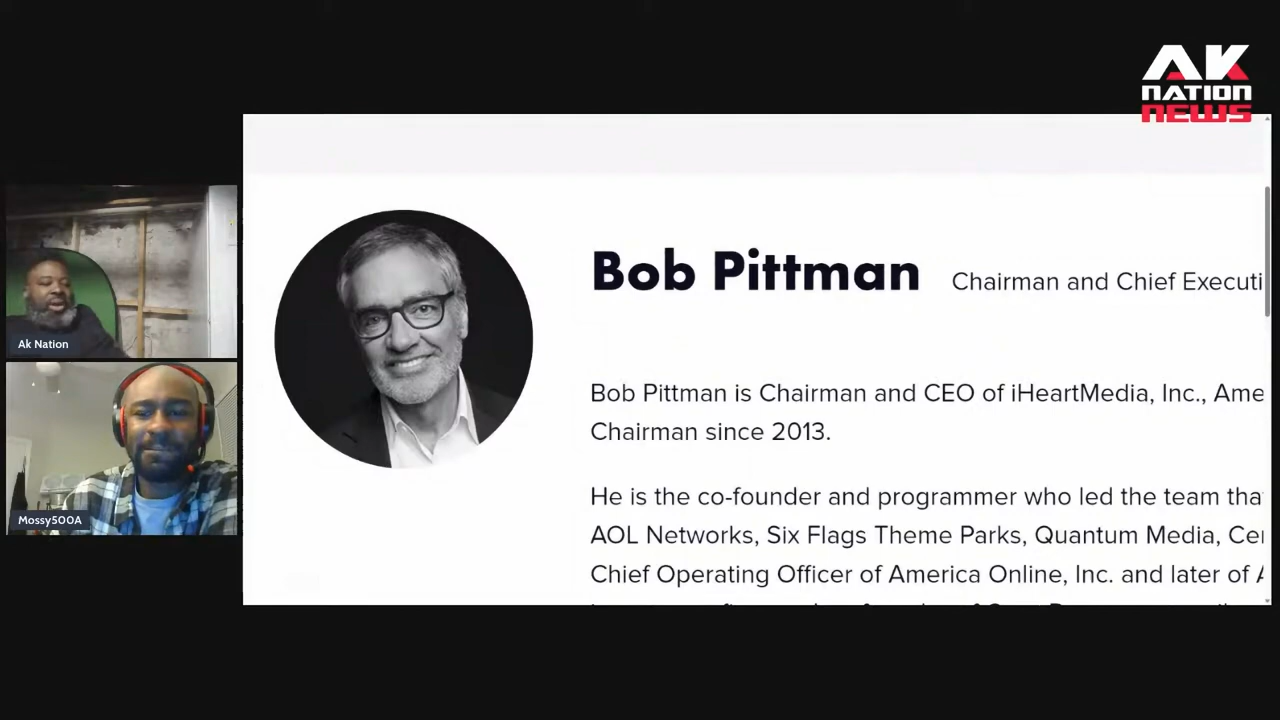 AK
NATION
NEWS
Ak Nation
Mossy500A
Bob Pittman Chairman and Chief Executi
Bob Pittman is Chairman and CEO of iHeartMedia, Inc., Ame
Chairman since 2013.
He is the co-founder and programmer who led the team tha
AOL Networks, Six Flags Theme Parks, Quantum Media, Cen
Chief Operating Officer of America Online, Inc. and later of A